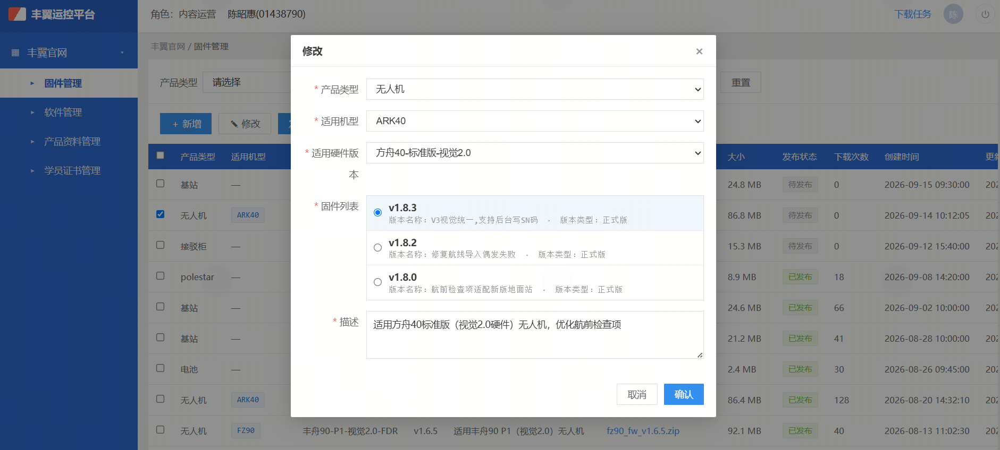 丰翼运控平台
角色：内容运营 陈昭惠(01438790)
下载任务
陈
丰翼官网
固件管理
软件管理
产品资料管理
学员证书管理
丰翼官网 / 固件管理
产品类型 请选择
重置
+ 新增
修改
产品类型 适用机型 大小 发布状态 下载次数 创建时间
基站 — 24.8 MB 待发布 0 2026-09-15 09:30:00 202
无人机 ARK40 86.8 MB 待发布 0 2026-09-14 10:12:05 202
接驳柜 — 15.3 MB 待发布 0 2026-09-12 15:40:00 202
polestar — 8.9 MB 已发布 18 2026-09-08 14:20:00 202
基站 — 24.6 MB 已发布 66 2026-09-02 10:00:00 202
基站 — 21.2 MB 已发布 41 2026-08-28 10:00:00 202
电池 — 2.4 MB 已发布 30 2026-08-26 09:45:00 202
无人机 ARK40 86.4 MB 已发布 128 2026-08-20 14:32:10 202
无人机 FZ90 丰舟90-P1-视觉2.0-FDR v1.6.5 适用丰舟90 P1（视觉2.0）无人机 fz90_fw_v1.6.5.zip 92.1 MB 已发布 40 2026-08-13 11:02:30 202
修改
×
* 产品类型 无人机
* 适用机型 ARK40
* 适用硬件版 方舟40-标准版-视觉2.0
本
* 固件列表
v1.8.3
版本名称：V3视觉统一,支持后台写SN码 · 版本类型：正式版
v1.8.2
版本名称：修复航线导入偶发失败 · 版本类型：正式版
v1.8.0
版本名称：航前检查项适配新版地面站 · 版本类型：正式版
* 描述 适用方舟40标准版（视觉2.0硬件）无人机，优化航前检查项
取消
确认